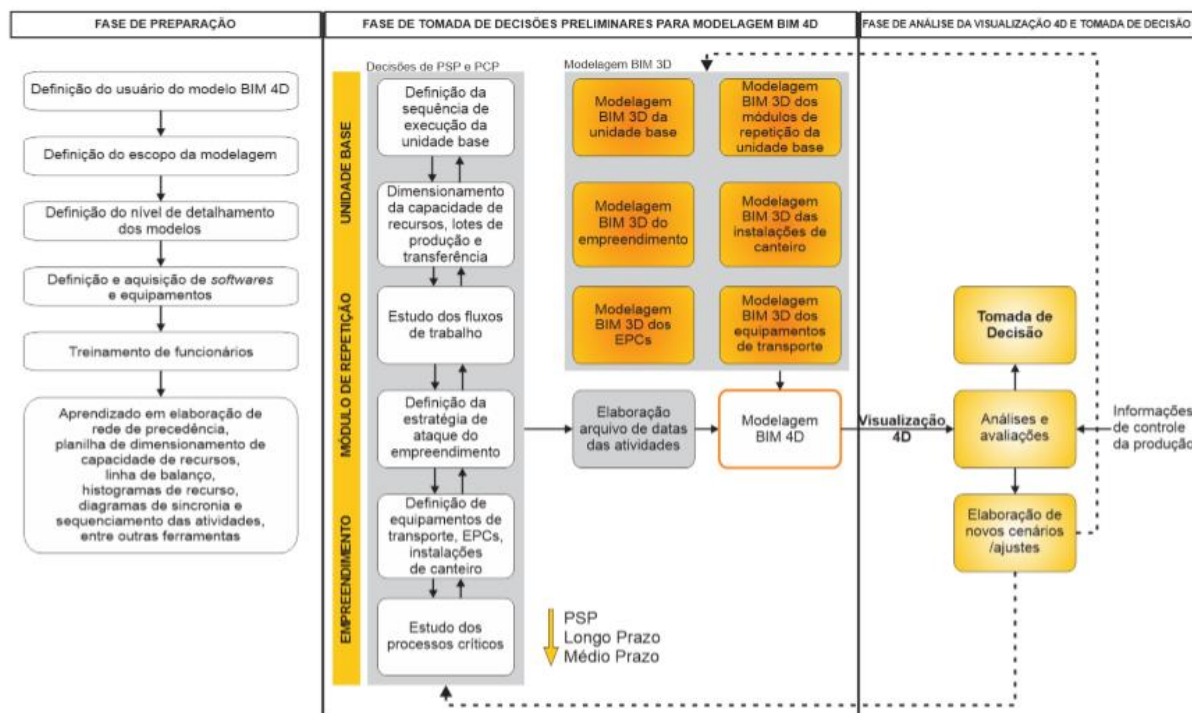 FASE DE PREPARAÇÃO
Definição do usuário do modelo BIM 4D
Definição do escopo da modelagem
Definição do nível de detalhamento
dos modelos
Definição e aquisição de softwares
e equipamentos
Treinamento de funcionários
Aprendizado em elaboração de
rede de precedência,
planilha de dimensionamento de
capacidade de recursos,
linha de balanço,
histogramas de recurso,
diagramas de sincronia e
sequenciamento das atividades,
entre outras ferramentas
FASE DE TOMADA DE DECISÕES PRELIMINARES PARA MODELAGEM BIM 4D
UNIDADE BASE
MÓDULO DE REPETIÇÃO
EMPREENDIMENTO
Decisões de PSP e PCP
Definição da
sequência de
execução da
unidade base
Dimensionamento
da capacidade de
recursos, lotes de
produção e
transferência
Estudo dos fluxos
de trabalho
Definição da
estratégia de
ataque do
empreendimento
Definição de
equipamentos de
transporte, EPCs,
instalações
de canteiro
Estudo dos
processos críticos
Modelagem BIM 3D
Modelagem
BIM 3D da
unidade base
Modelagem
BIM 3D dos
módulos de
repetição da
unidade base
Modelagem
BIM 3D do
empreendimento
Modelagem
BIM 3D das
instalações de
canteiro
Modelagem
BIM 3D dos
EPCs
Modelagem
BIM 3D dos
equipamentos
de transporte
Elaboração
arquivo de datas
das atividades
Modelagem
BIM 4D
PSP
Longo Prazo
Médio Prazo
FASE DE ANÁLISE DA VISUALIZAÇÃO 4D E TOMADA DE DECISÃO
Visualização
4D
Tomada de
Decisão
Análises e
avaliações
Informações
de controle
da produção
Elaboração de
novos cenários
/ajustes